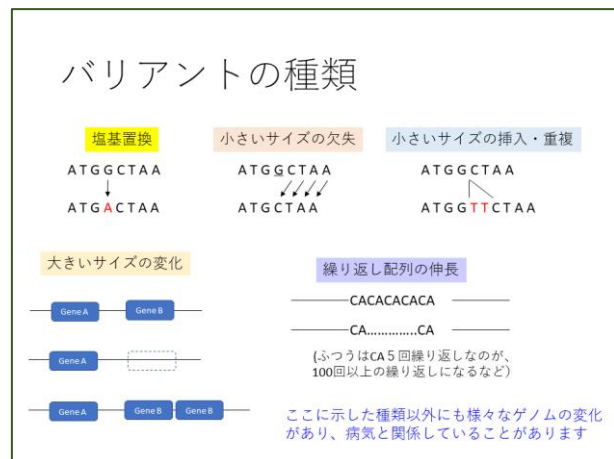 バリアントの種類
塩基置換
ATGGCTAA
ATGACTAA
小さいサイズの欠失
ATGGCTAA
ATGCTAA
小さいサイズの挿入・重複
ATGGCTAA
ATGGTTCTAA
大きいサイズの変化
Gene A Gene B
Gene A
Gene A Gene B Gene B
繰り返し配列の伸長
CACACACACA
CA…………..CA
(ふつうはCA５回繰り返しなのが、
100回以上の繰り返しになるなど）
ここに示した種類以外にも様々なゲノムの変化
があり、病気と関係していることがあります